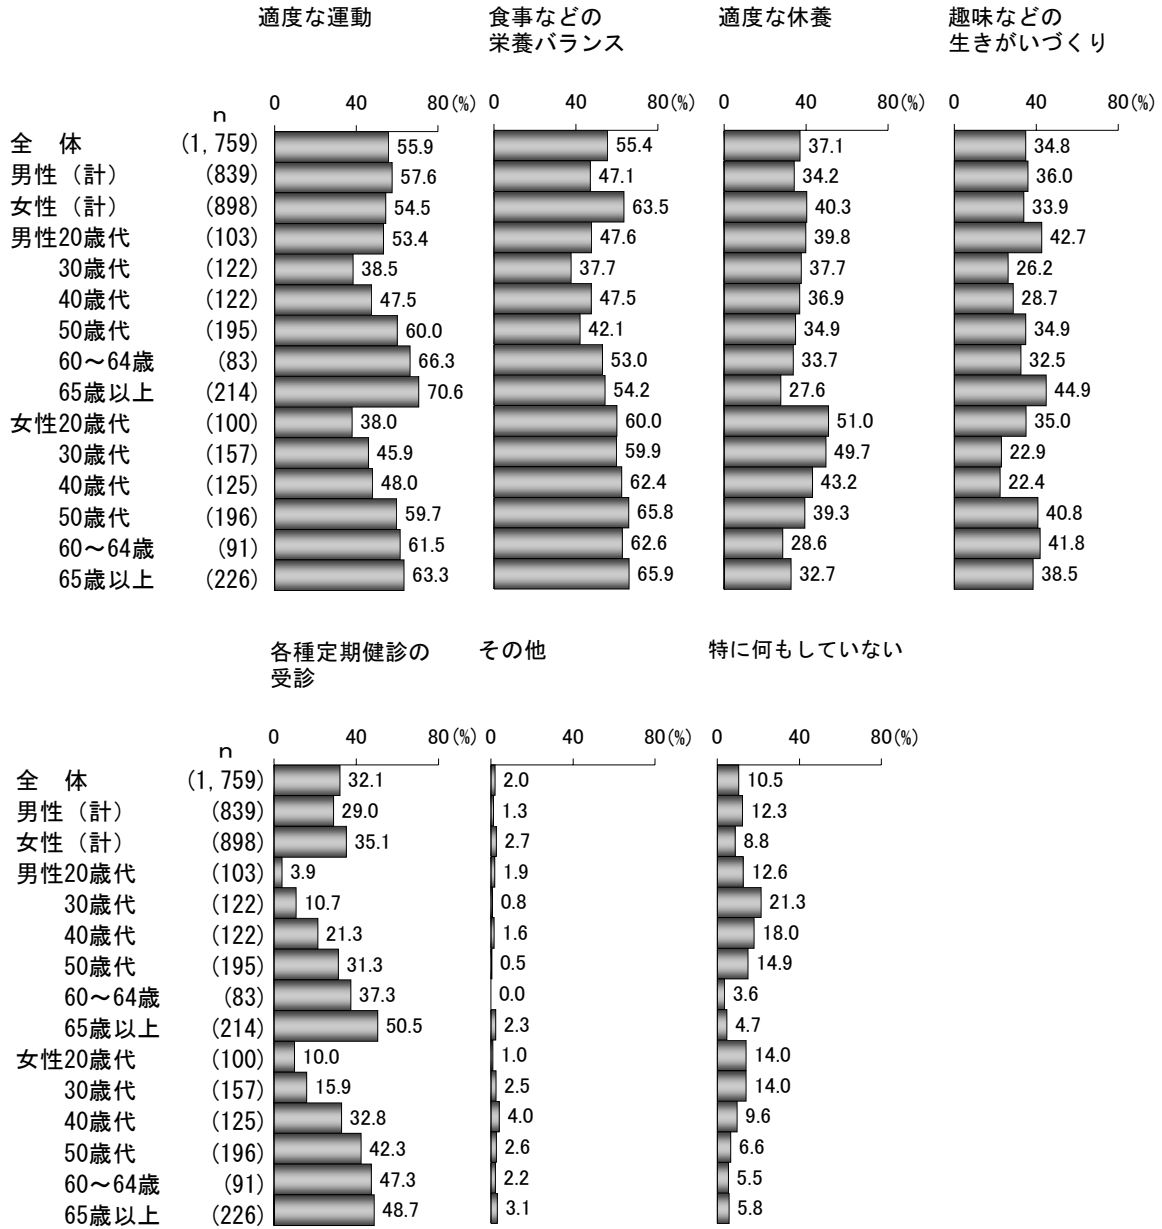 適度な運動 食事などの 適度な休養 趣味などの
栄養バランス 生きがいづくり
0 40 80(%) 0 40 80(%) 0 40 80(%) 0 40 80(%)
n
全 体 (1,759) 55.9 55.4 37.1 34.8
男性（計） (839) 57.6 47.1 34.2 36.0
女性（計） (898) 54.5 63.5 40.3 33.9
男性20歳代 (103) 53.4 47.6 39.8 42.7
30歳代 (122) 38.5 37.7 37.7 26.2
40歳代 (122) 47.5 47.5 36.9 28.7
50歳代 (195) 60.0 42.1 34.9 34.9
60～64歳 (83) 66.3 53.0 33.7 32.5
65歳以上 (214) 70.6 54.2 27.6 44.9
女性20歳代 (100) 38.0 60.0 51.0 35.0
30歳代 (157) 45.9 59.9 49.7 22.9
40歳代 (125) 48.0 62.4 43.2 22.4
50歳代 (196) 59.7 65.8 39.3 40.8
60～64歳 (91) 61.5 62.6 28.6 41.8
65歳以上 (226) 63.3 65.9 32.7 38.5
各種定期健診の その他 特に何もしていない
受診
0 40 80(%) 0 40 80(%) 0 40 80(%)
n
全 体 (1,759) 32.1 2.0 10.5
男性（計） (839) 29.0 1.3 12.3
女性（計） (898) 35.1 2.7 8.8
男性20歳代 (103) 3.9 1.9 12.6
30歳代 (122) 10.7 0.8 21.3
40歳代 (122) 21.3 1.6 18.0
50歳代 (195) 31.3 0.5 14.9
60～64歳 (83) 37.3 0.0 3.6
65歳以上 (214) 50.5 2.3 4.7
女性20歳代 (100) 10.0 1.0 14.0
30歳代 (157) 15.9 2.5 14.0
40歳代 (125) 32.8 4.0 9.6
50歳代 (196) 42.3 2.6 6.6
60～64歳 (91) 47.3 2.2 5.5
65歳以上 (226) 48.7 3.1 5.8